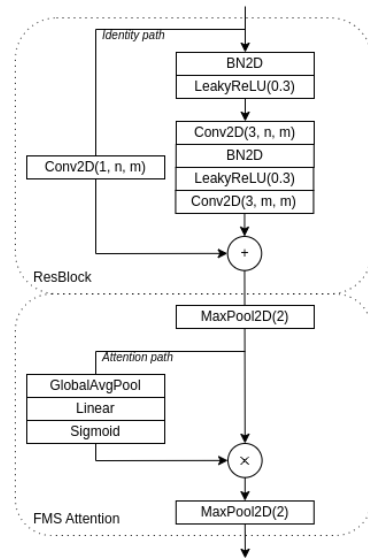 Identity path
BN2D
LeakyReLU(0.3)
Conv2D(3, n, m)
BN2D
LeakyReLU(0.3)
Conv2D(3, m, m)
Conv2D(1, n, m)
+
ResBlock
MaxPool2D(2)
Attention path
GlobalAvgPool
Linear
Sigmoid
×
MaxPool2D(2)
FMS Attention